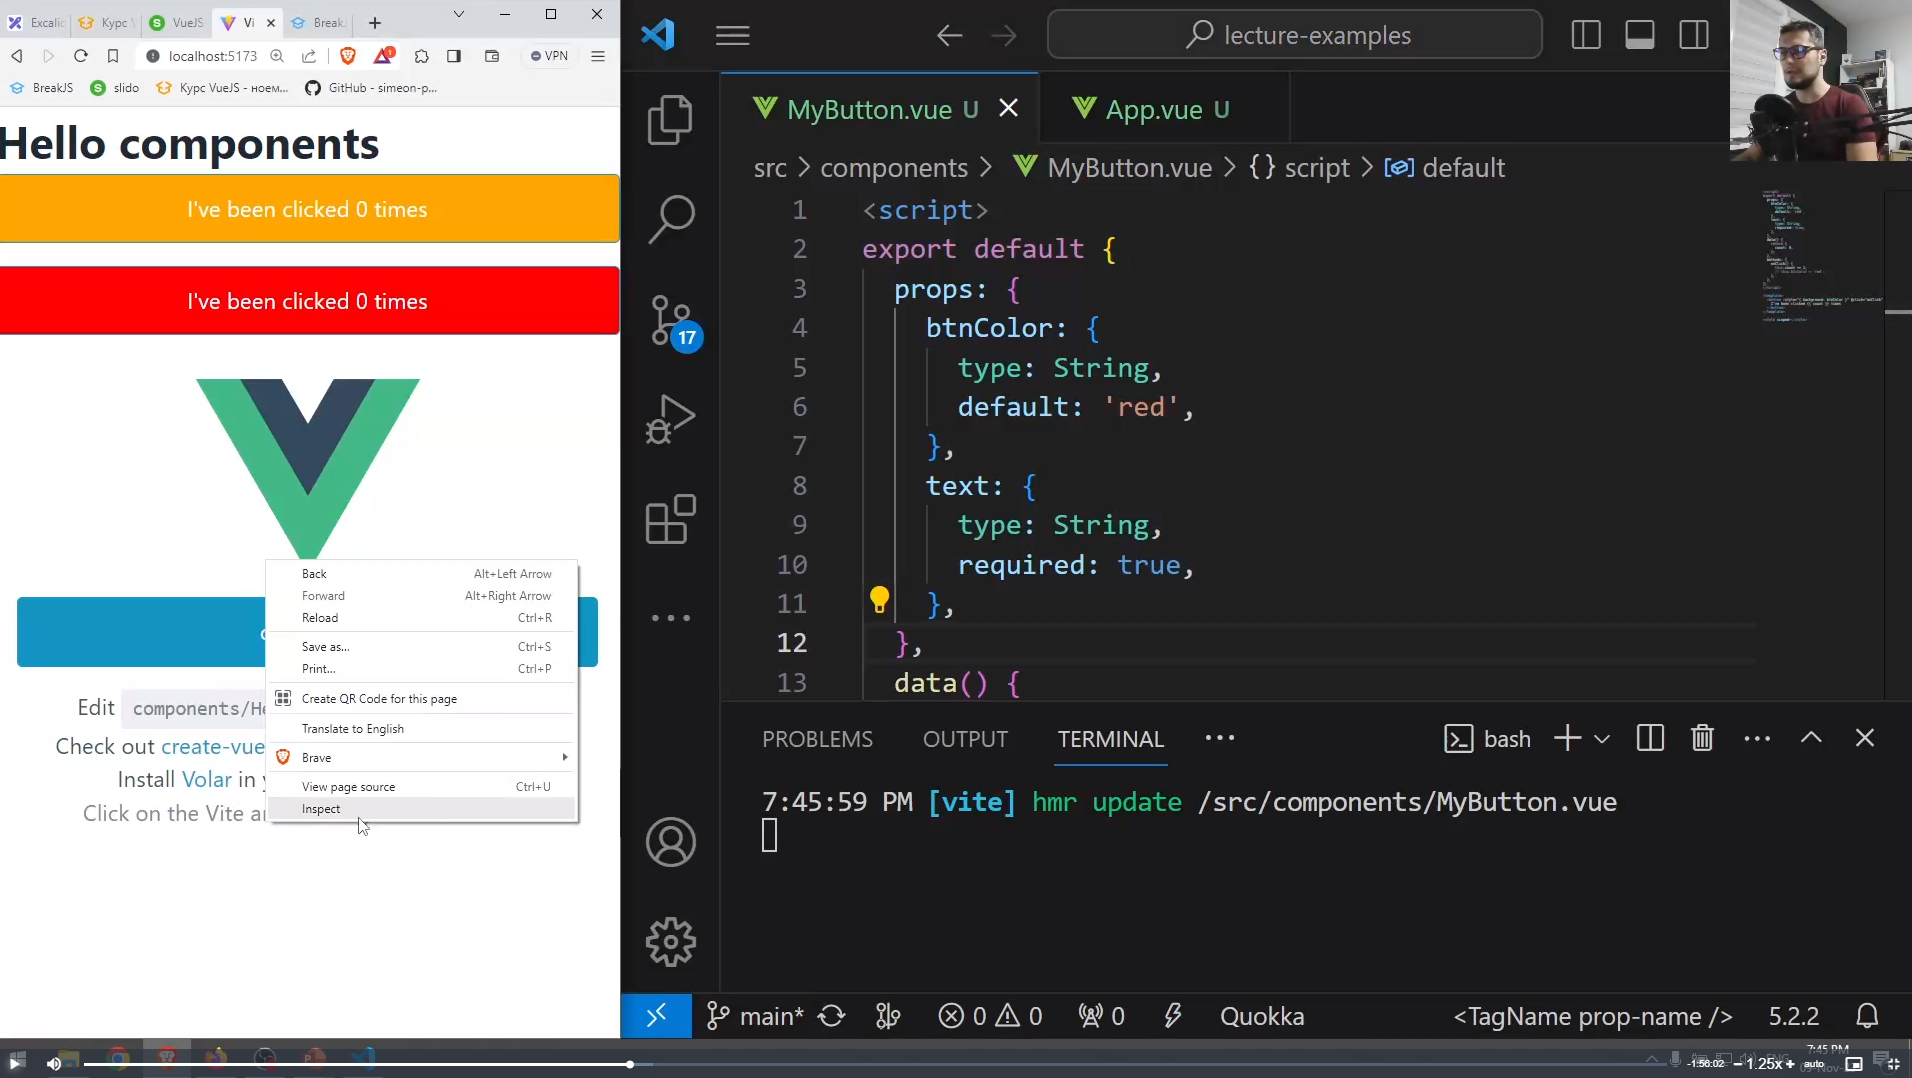 Excalic
Курс V
VueJS
Vi
BreakJ
localhost:5173
1
VPN
BreakJS
slido
Курс VueJS - ноем...
GitHub - simeon-p...
Hello components
I've been clicked 0 times
I've been clicked 0 times
Back Alt+Left Arrow
Forward Alt+Right Arrow
Reload Ctrl+R
Save as... Ctrl+S
Print... Ctrl+P
Create QR Code for this page
Translate to English
Brave
View page source Ctrl+U
Inspect
Edit components/He
Check out create-vue
Install Volar in y
Click on the Vite an
lecture-examples
MyButton.vue U
App.vue U
src > components > MyButton.vue > {} script > default
1 <script>
2 export default {
3 props: {
4 btnColor: {
5 type: String,
6 default: 'red',
7 },
8 text: {
9 type: String,
10 required: true,
11 },
12 },
13 data() {
17
PROBLEMS OUTPUT TERMINAL ...
bash
7:45:59 PM [vite] hmr update /src/components/MyButton.vue
main* 0 0 0 Quokka <TagName prop-name /> 5.2.2
7:45 PM
-1:56:02 − 1.25x + auto